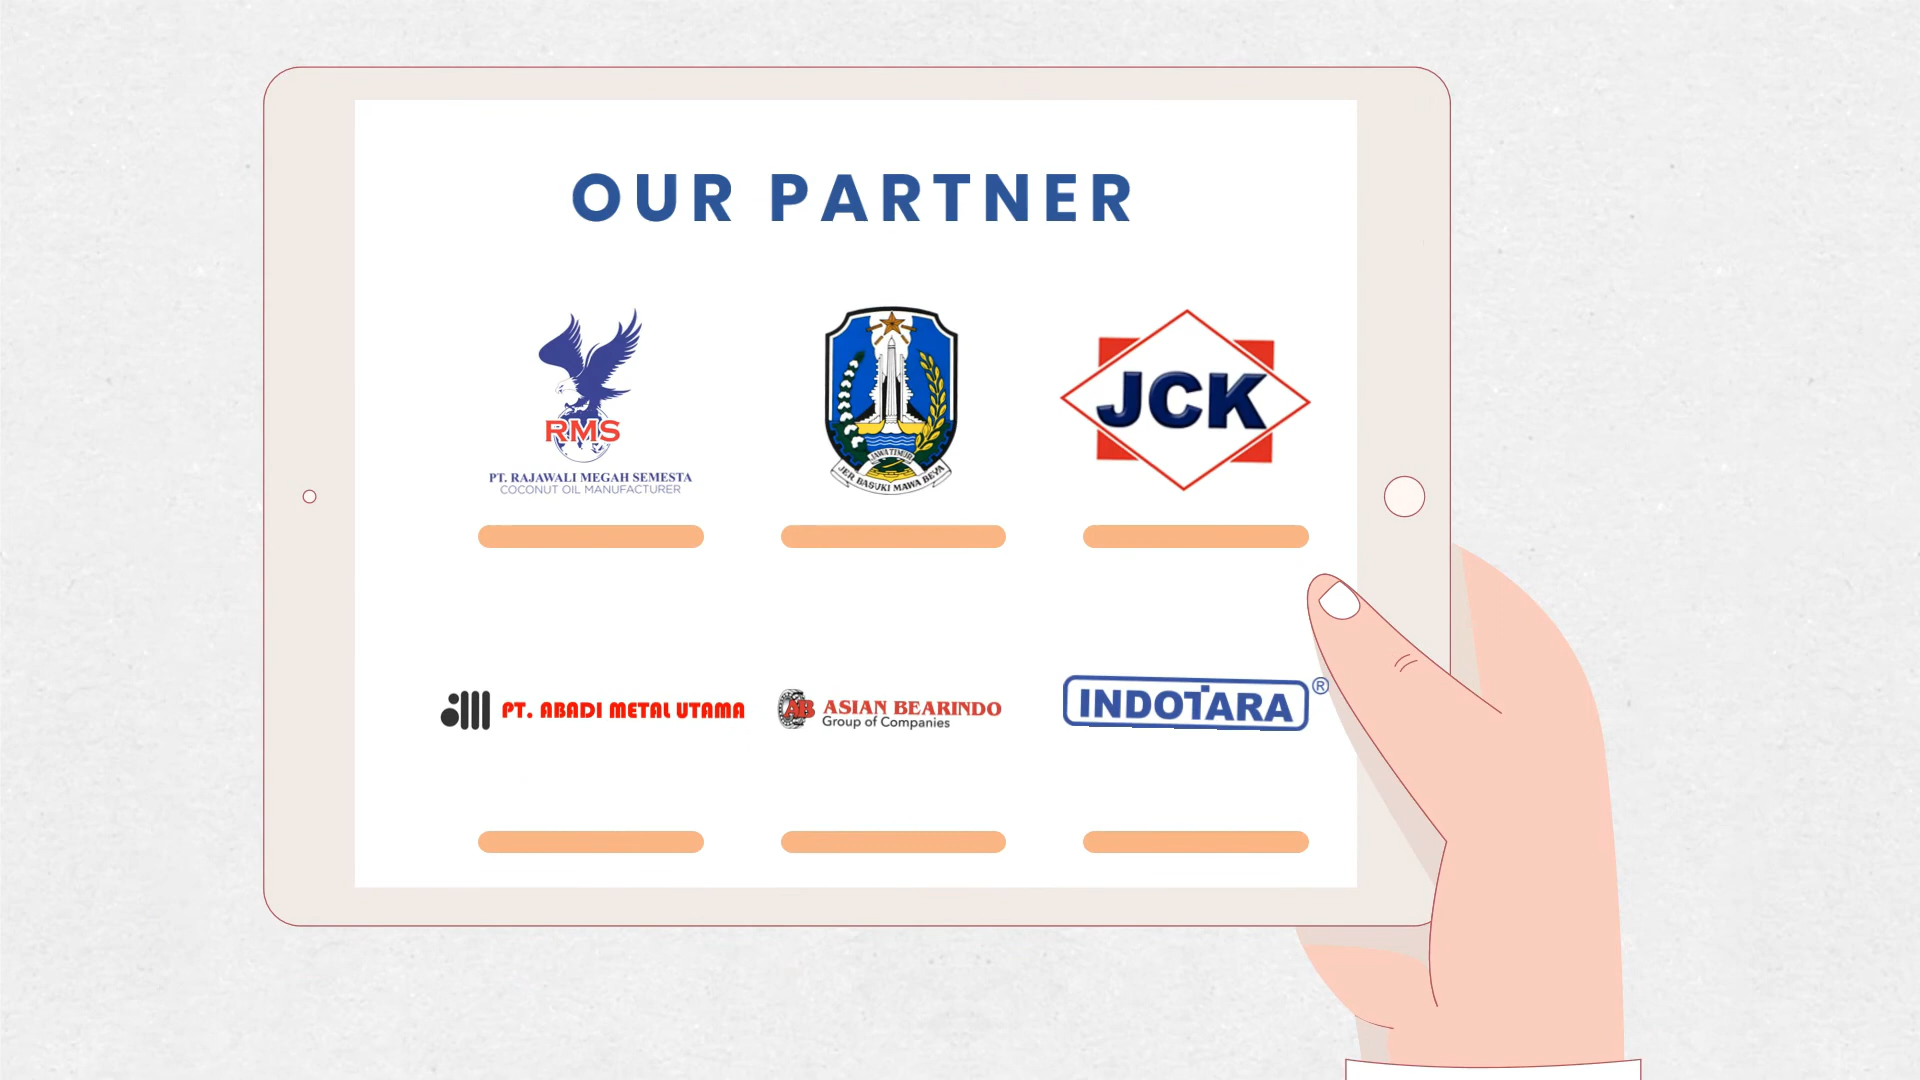 OUR PARTNER
RMS
PT. RAJAWALI MEGAH SEMESTA
COCONUT OIL MANUFACTURER
JAWA TIMUR
JER BASUKI MAWA BEYA
JCK
PT. ABADI METAL UTAMA
AB
ASIAN BEARINDO
Group of Companies
INDOTARA®